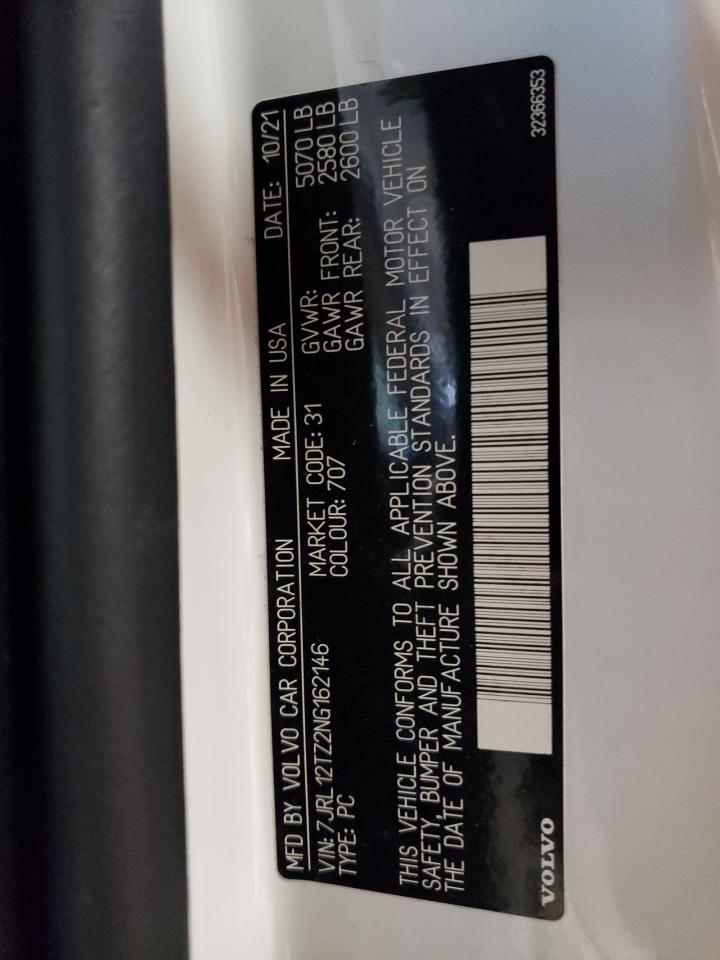 MFD BY VOLVO CAR CORPORATION MADE IN USA DATE: 10/21
VIN: 7JRL12TZ2NG162146 MARKET CODE: 31 GVWR: 5070 LB
TYPE: PC COLOUR: 707 GAWR FRONT: 2580 LB
GAWR REAR: 2600 LB
THIS VEHICLE CONFORMS TO ALL APPLICABLE FEDERAL MOTOR VEHICLE
SAFETY, BUMPER AND THEFT PREVENTION STANDARDS IN EFFECT ON
THE DATE OF MANUFACTURE SHOWN ABOVE.
VOLVO 32366353